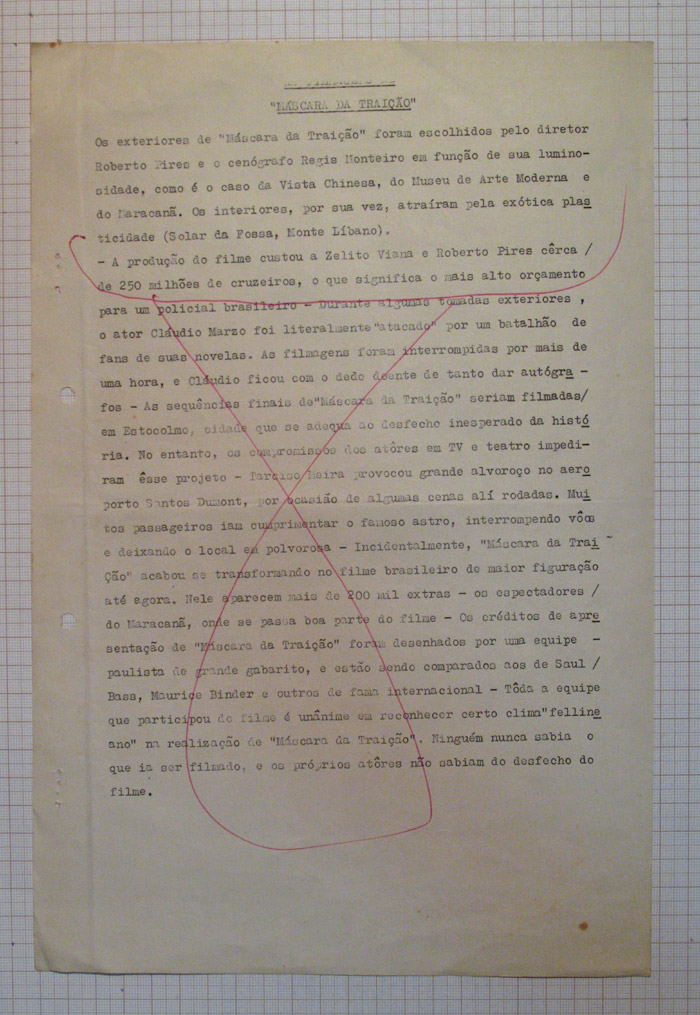 "MÁSCARA DA TRAIÇÃO"
Os exteriores de "Máscara da Traição" foram escolhidos pelo diretor
Roberto Pires e o cenógrafo Regis Monteiro em função de sua lumino-
sidade, como é o caso da Vista Chinesa, do Museu de Arte Moderna e
do Maracanã. Os interiores, por sua vez, atraíram pela exótica plas
ticidade (Solar da Fossa, Monte Líbano).
- A produção do filme custou a Zelito Viana e Roberto Pires cêrca /
de 250 milhões de cruzeiros, o que significa o mais alto orçamento
para um policial brasileiro - Durante algumas tomadas exteriores ,
o ator Cláudio Marzo foi literalmente "atacado" por um batalhão de
fans de suas novelas. As filmagens foram interrompidas por mais de
uma hora, e Cláudio ficou com o dedo doente de tanto dar autógra -
fos - As sequências finais de"Máscara da Traição" seriam filmadas/
em Estocolmo, cidade que se adequa ao desfecho inesperado da histó
ria. No entanto, os compromissos dos atôres em TV e teatro impedi-
ram êsse projeto - Tarcíso Meira provocou grande alvoroço no aero
porto Santos Dumont, por ocasião de algumas cenas alí rodadas. Mui
tos passageiros iam cumprimentar o famoso astro, interrompendo vôos
e deixando o local em polvorosa - Incidentalmente, "Máscara da Trai -
ção" acabou se transformando no filme brasileiro de maior figuração
até agora. Nele aparecem mais de 200 mil extras - os espectadores /
do Maracanã, onde se passa boa parte do filme - Os créditos de apre
sentação de "Máscara da Traição" foram desenhados por uma equipe -
paulista de grande gabarito, e estão sendo comparados aos de Saul /
Bass, Maurice Binder e outros de fama internacional - Tôda a equipe
que participou do filme é unânime em reconhecer certo clima"felline
ano" na realização de "Máscara da Traição". Ninguém nunca sabia o
que ia ser filmado, e os próprios atôres não sabiam do desfecho do
filme.